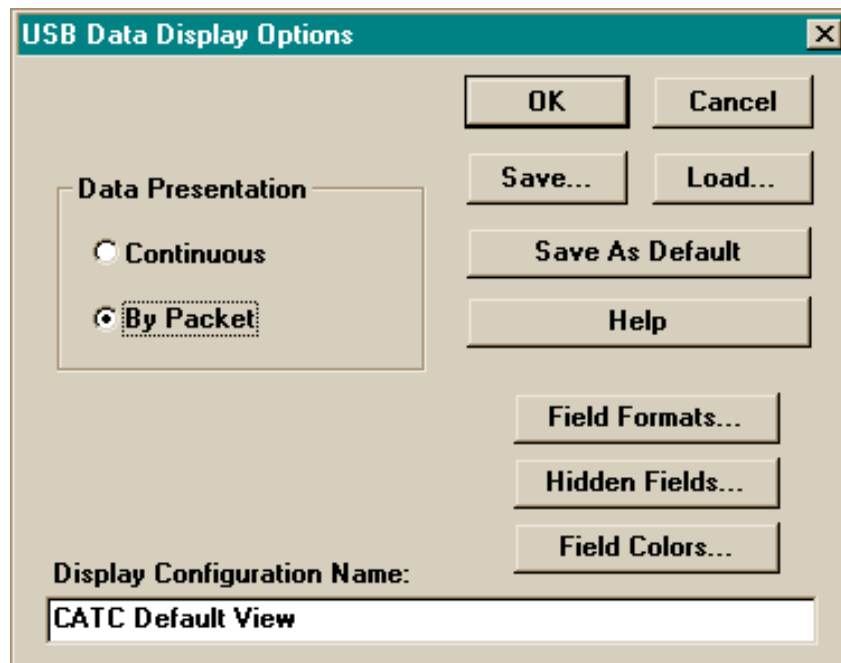 USB Data Display Options
OK
Cancel
Save...
Load...
Data Presentation
Continuous
By Packet
Save As Default
Help
Field Formats...
Hidden Fields...
Field Colors...
Display Configuration Name:
CATC Default View